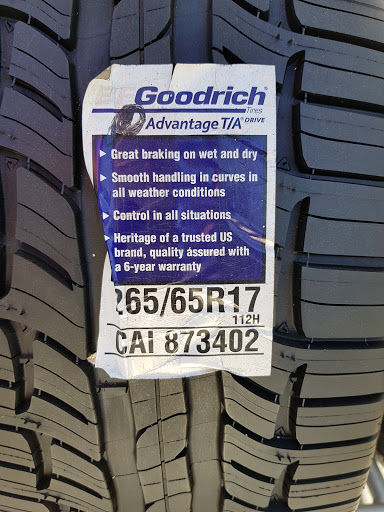 Goodrich
Tires
Advantage T/A® DRIVE
Great braking on wet and dry
Smooth handling in curves in
all weather conditions
Control in all situations
Heritage of a trusted US
brand, quality assured with
a 6-year warranty
265/65R17
112H
CAI 873402